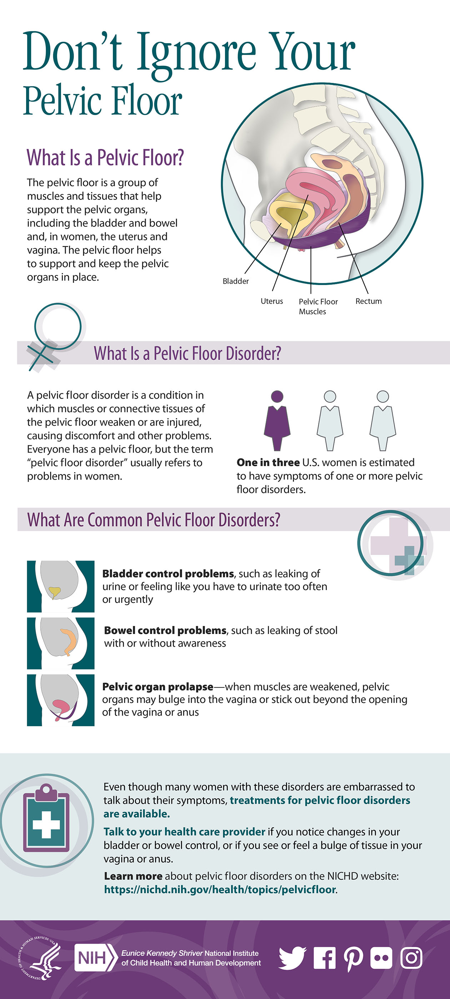 Don’t Ignore Your
Pelvic Floor
What Is a Pelvic Floor?
The pelvic floor is a group of
muscles and tissues that help
support the pelvic organs,
including the bladder and bowel
and, in women, the uterus and
vagina. The pelvic floor helps
to support and keep the pelvic
organs in place.
Bladder
Uterus
Pelvic Floor
Muscles
Rectum
What Is a Pelvic Floor Disorder?
A pelvic floor disorder is a condition in
which muscles or connective tissues of
the pelvic floor weaken or are injured,
causing discomfort and other problems.
Everyone has a pelvic floor, but the term
“pelvic floor disorder” usually refers to
problems in women.
One in three U.S. women is estimated
to have symptoms of one or more pelvic
floor disorders.
What Are Common Pelvic Floor Disorders?
Bladder control problems, such as leaking of
urine or feeling like you have to urinate too often
or urgently
Bowel control problems, such as leaking of stool
with or without awareness
Pelvic organ prolapse—when muscles are weakened, pelvic
organs may bulge into the vagina or stick out beyond the opening
of the vagina or anus
Even though many women with these disorders are embarrassed to
talk about their symptoms, treatments for pelvic floor disorders
are available.
Talk to your health care provider if you notice changes in your
bladder or bowel control, or if you see or feel a bulge of tissue in your
vagina or anus.
Learn more about pelvic floor disorders on the NICHD website:
https://nichd.nih.gov/health/topics/pelvicfloor.
DEPARTMENT OF HEALTH & HUMAN SERVICES·USA
NIH
Eunice Kennedy Shriver National Institute
of Child Health and Human Development